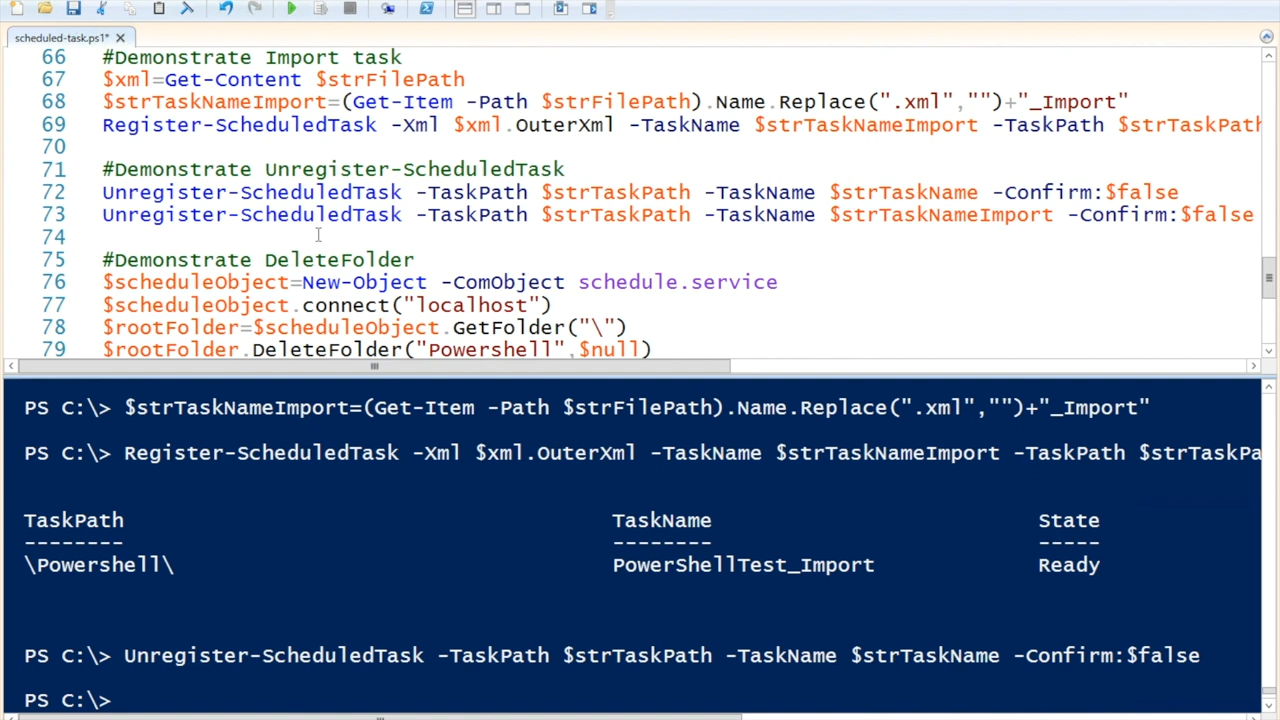 scheduled-task.ps1*
66 #Demonstrate Import task
67 $xml=Get-Content $strFilePath
68 $strTaskNameImport=(Get-Item -Path $strFilePath).Name.Replace(".xml","")+"_Import"
69 Register-ScheduledTask -Xml $xml.OuterXml -TaskName $strTaskNameImport -TaskPath $strTaskPath
70
71 #Demonstrate Unregister-ScheduledTask
72 Unregister-ScheduledTask -TaskPath $strTaskPath -TaskName $strTaskName -Confirm:$false
73 Unregister-ScheduledTask -TaskPath $strTaskPath -TaskName $strTaskNameImport -Confirm:$false
74
75 #Demonstrate DeleteFolder
76 $scheduleObject=New-Object -ComObject schedule.service
77 $scheduleObject.connect("localhost")
78 $rootFolder=$scheduleObject.GetFolder("\")
79 $rootFolder.DeleteFolder("Powershell",$null)
PS C:\> $strTaskNameImport=(Get-Item -Path $strFilePath).Name.Replace(".xml","")+"_Import"
PS C:\> Register-ScheduledTask -Xml $xml.OuterXml -TaskName $strTaskNameImport -TaskPath $strTaskPa
TaskPath TaskName State
-------- -------- -----
\Powershell\ PowerShellTest_Import Ready
PS C:\> Unregister-ScheduledTask -TaskPath $strTaskPath -TaskName $strTaskName -Confirm:$false
PS C:\>